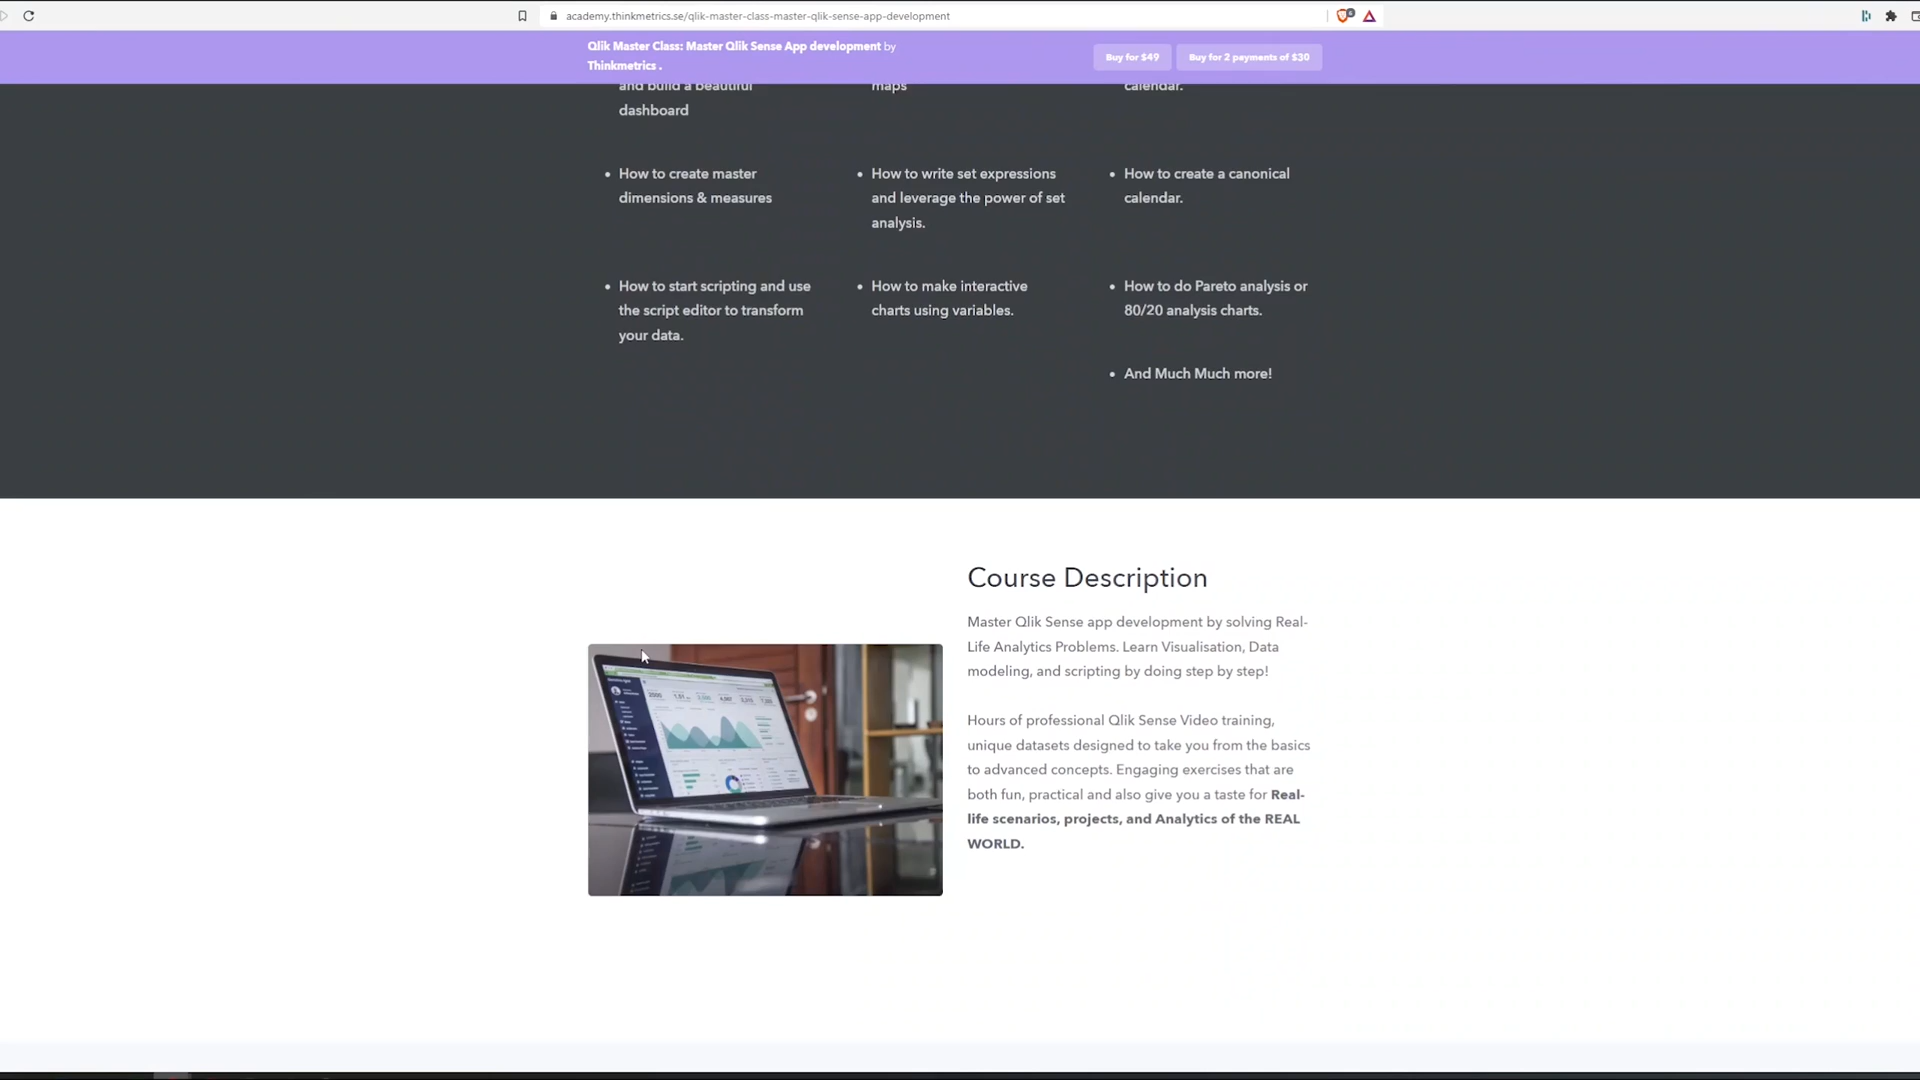 academy.thinkmetrics.se/qlik-master-class-master-qlik-sense-app-development
Qlik Master Class: Master Qlik Sense App development by
Thinkmetrics .
Buy for $49
Buy for 2 payments of $30
and build a beautiful
dashboard
maps
calendar.
• How to create master
dimensions & measures
• How to write set expressions
and leverage the power of set
analysis.
• How to create a canonical
calendar.
• How to start scripting and use
the script editor to transform
your data.
• How to make interactive
charts using variables.
• How to do Pareto analysis or
80/20 analysis charts.
• And Much Much more!
Course Description
Master Qlik Sense app development by solving Real-
Life Analytics Problems. Learn Visualisation, Data
modeling, and scripting by doing step by step!
Hours of professional Qlik Sense Video training,
unique datasets designed to take you from the basics
to advanced concepts. Engaging exercises that are
both fun, practical and also give you a taste for Real-
life scenarios, projects, and Analytics of the REAL
WORLD.